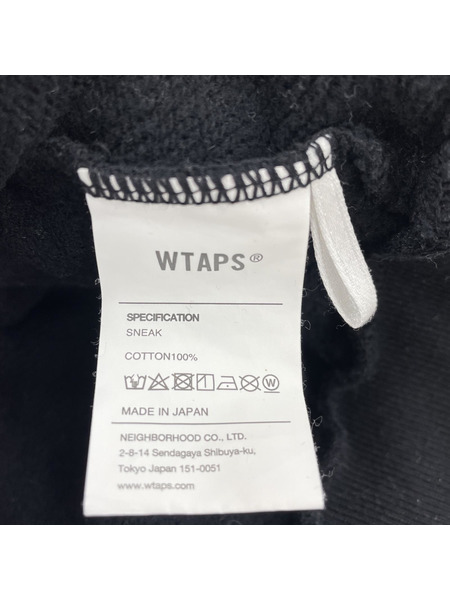 WTAPS®
SPECIFICATION
SNEAK
COTTON100%
MADE IN JAPAN
NEIGHBORHOOD CO., LTD.
2-8-14 Sendagaya Shibuya-ku,
Tokyo Japan 151-0051
www.wtaps.com